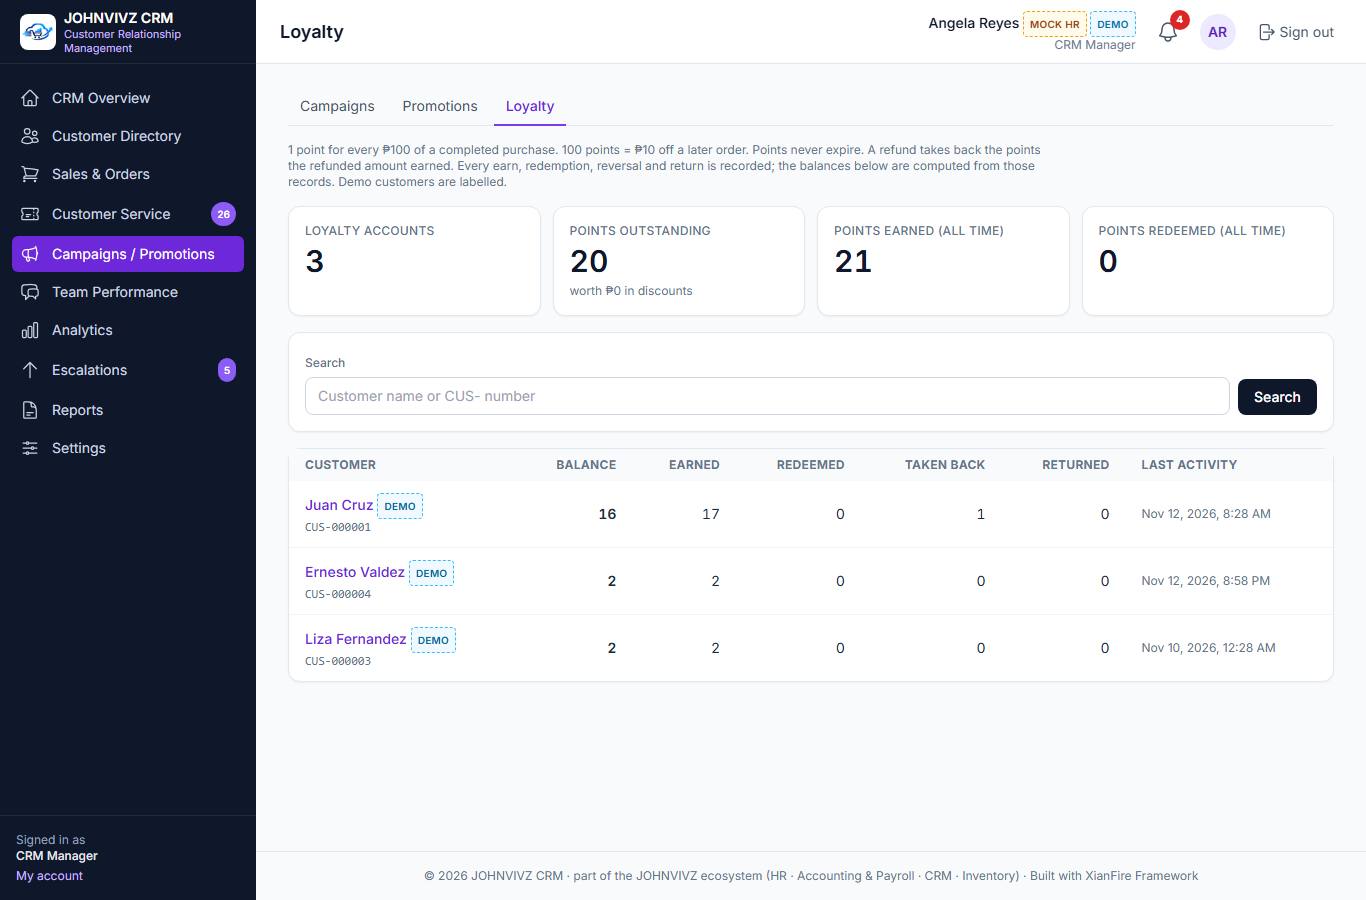 JOHNVIVZ CRM
Customer Relationship
Management
CRM Overview
Customer Directory
Sales & Orders
Customer Service 26
Campaigns / Promotions
Team Performance
Analytics
Escalations 5
Reports
Settings
Signed in as
CRM Manager
My account
Loyalty
Angela Reyes MOCK HR DEMO
CRM Manager
4
AR
Sign out
Campaigns Promotions Loyalty
1 point for every ₱100 of a completed purchase. 100 points = ₱10 off a later order. Points never expire. A refund takes back the points
the refunded amount earned. Every earn, redemption, reversal and return is recorded; the balances below are computed from those
records. Demo customers are labelled.
LOYALTY ACCOUNTS
3
POINTS OUTSTANDING
20
worth ₱0 in discounts
POINTS EARNED (ALL TIME)
21
POINTS REDEEMED (ALL TIME)
0
Search
Customer name or CUS- number
Search
CUSTOMER BALANCE EARNED REDEEMED TAKEN BACK RETURNED LAST ACTIVITY
Juan Cruz DEMO 16 17 0 1 0 Nov 12, 2026, 8:28 AM
CUS-000001
Ernesto Valdez DEMO 2 2 0 0 0 Nov 12, 2026, 8:58 PM
CUS-000004
Liza Fernandez DEMO 2 2 0 0 0 Nov 10, 2026, 12:28 AM
CUS-000003
© 2026 JOHNVIVZ CRM · part of the JOHNVIVZ ecosystem (HR · Accounting & Payroll · CRM · Inventory) · Built with XianFire Framework